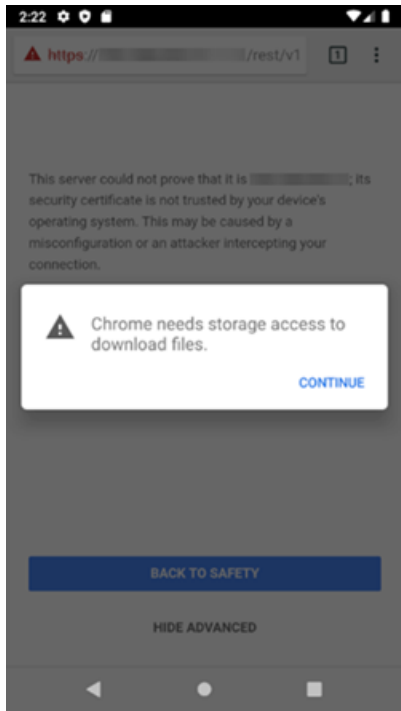 2:22
https:// /rest/v1
1
This server could not prove that it is ; its
security certificate is not trusted by your device's
operating system. This may be caused by a
misconfiguration or an attacker intercepting your
connection.
Chrome needs storage access to
download files.
CONTINUE
BACK TO SAFETY
HIDE ADVANCED